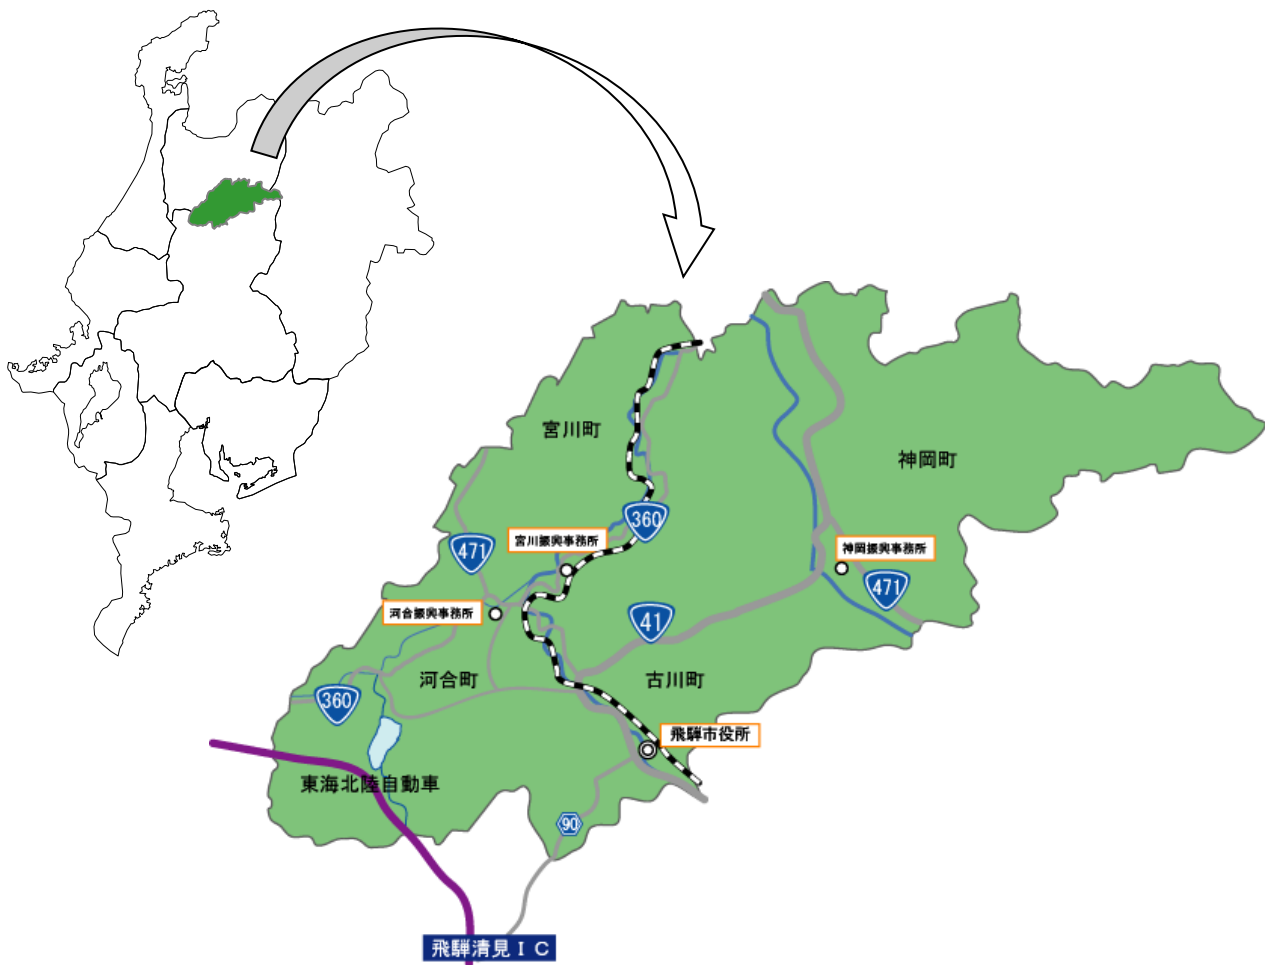 宮川町
神岡町
360
宮川振興事務所
471
神岡振興事務所
471
河合振興事務所
41
河合町
古川町
360
飛騨市役所
東海北陸自動車
90
飛騨清見ＩＣ